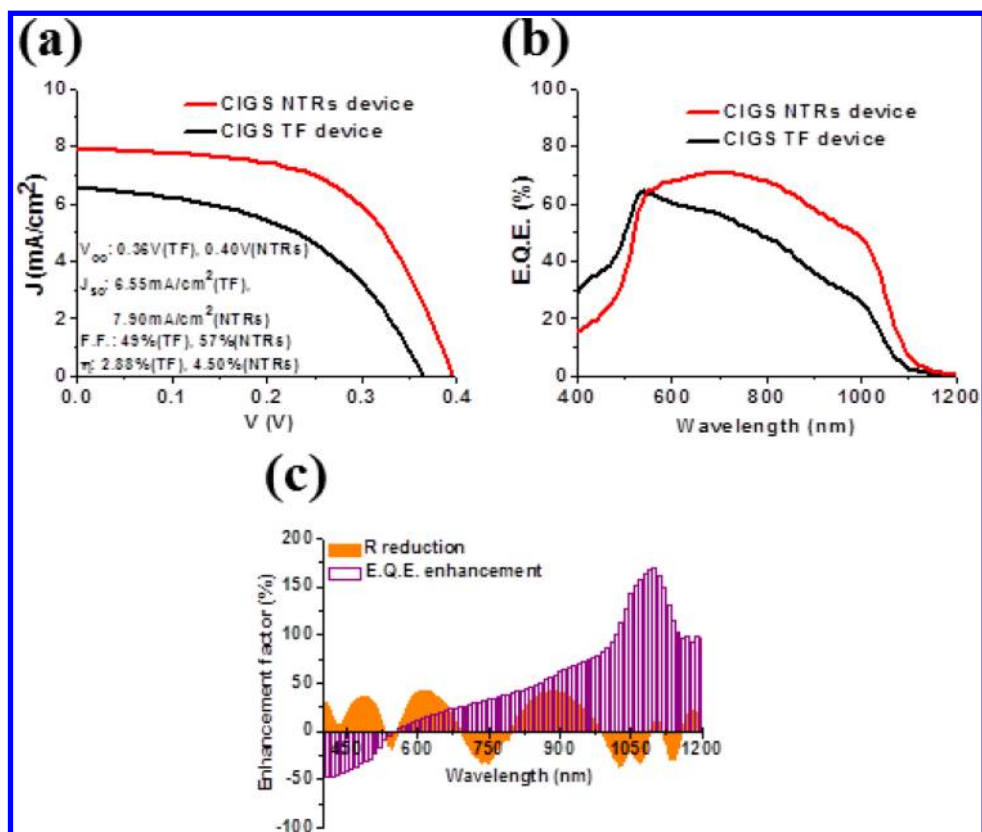 (a)
10
8
6
4
2
0
J(mA/cm²)
CIGS NTRs device
CIGS TF device
V_oc: 0.36V(TF), 0.40V(NTRs)
J_sc: 6.55mA/cm²(TF),
7.90mA/cm²(NTRs)
F.F.: 49%(TF), 57%(NTRs)
η: 2.88%(TF), 4.50%(NTRs)
0.0 0.1 0.2 0.3 0.4
V (V)
(b)
100
80
60
40
20
0
E.Q.E. (%)
CIGS NTRs device
CIGS TF device
400 600 800 1000 1200
Wavelength (nm)
(c)
200
150
100
50
0
-50
-100
Enhancement factor (%)
R reduction
E.Q.E. enhancement
450 600 750 900 1050 1200
Wavelength (nm)